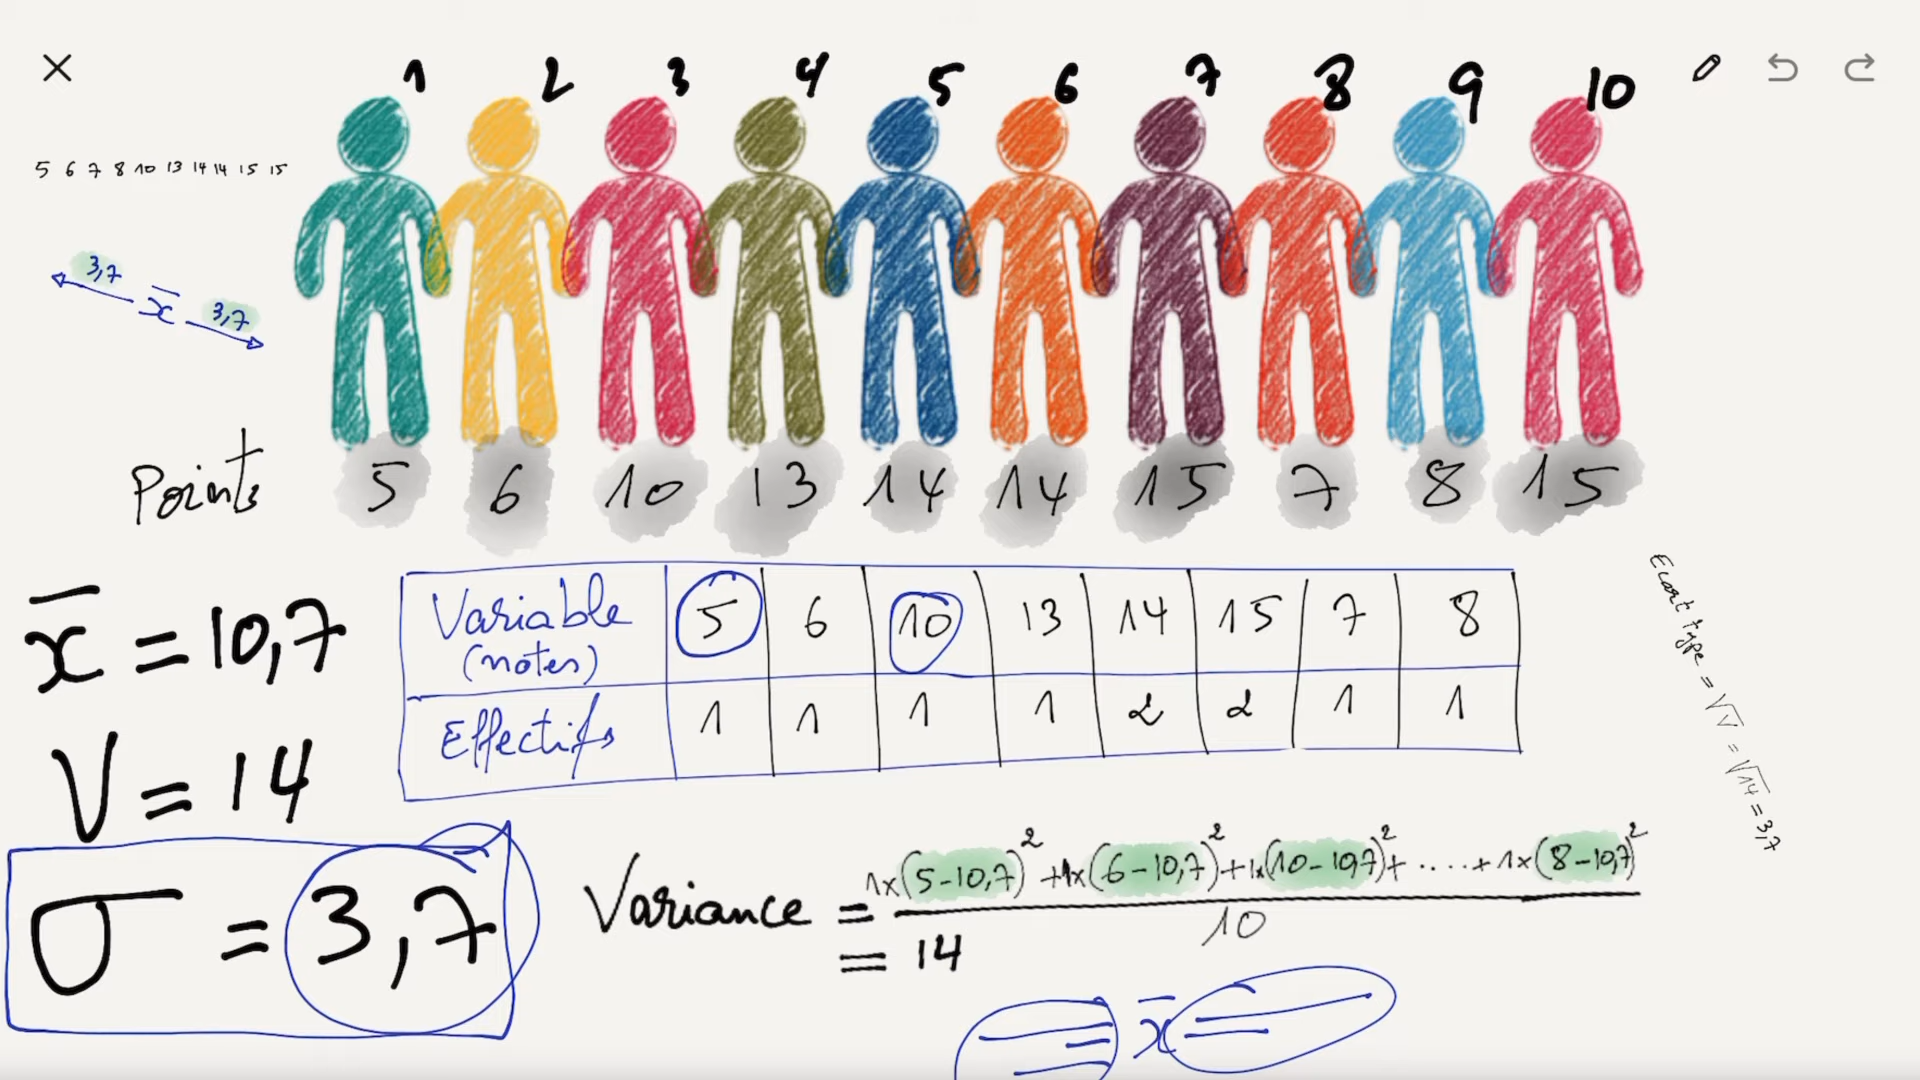 1 2 3 4 5 6 7 8 9 10
5 6 7 8 10 13 14 14 15 15
3,7 x̄ 3,7
Points 5 6 10 13 14 14 15 7 8 15
x̄ = 10,7
V = 14
σ = 3,7
Variable (notes) 5 6 10 13 14 15 7 8
Effectifs 1 1 1 1 2 2 1 1
Ecart type = √V = √14 = 3,7
Variance = 1x(5-10,7)² + 1x(6-10,7)² + 1x(10-10,7)² + ..... + 1x(8-10,7)²
10
= 14
x̄